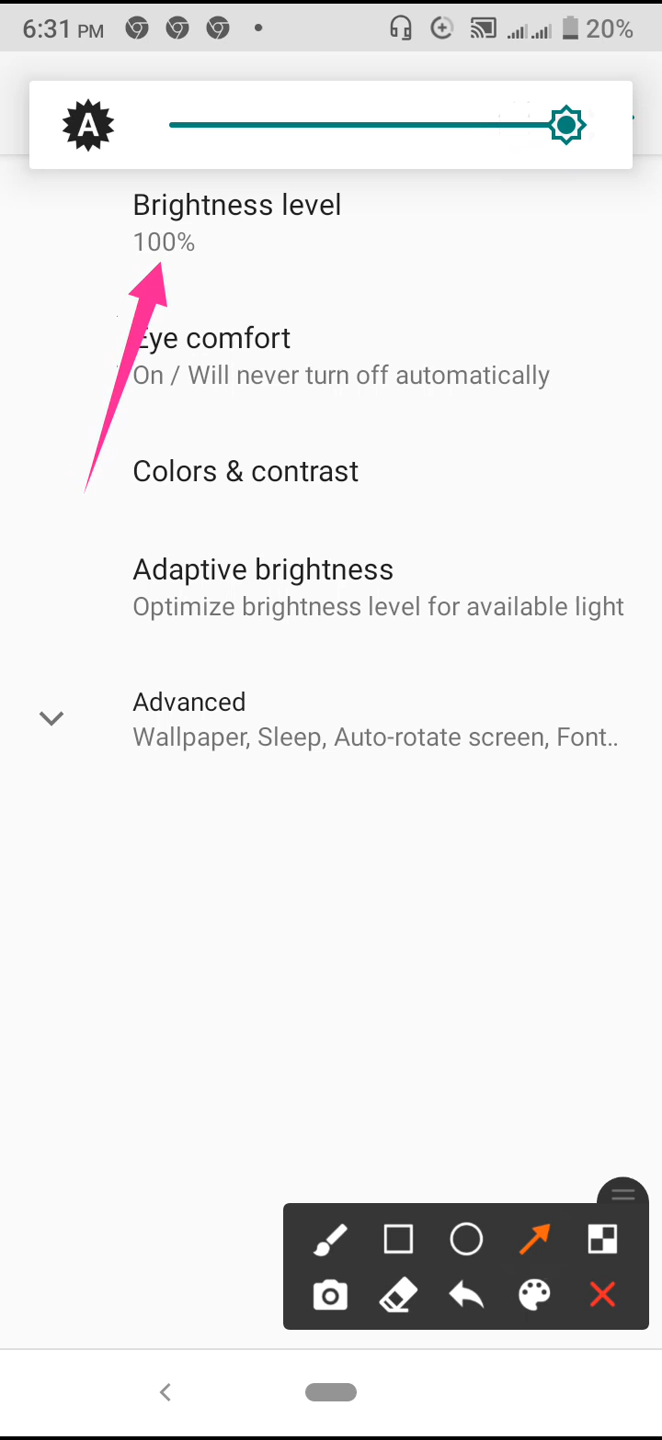 6:31 PM
20%
A
Brightness level
100%
Eye comfort
On / Will never turn off automatically
Colors & contrast
Adaptive brightness
Optimize brightness level for available light
Advanced
Wallpaper, Sleep, Auto-rotate screen, Font..